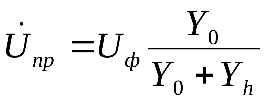 U̇пр = Uф Y0 / (Y0 + Yh)